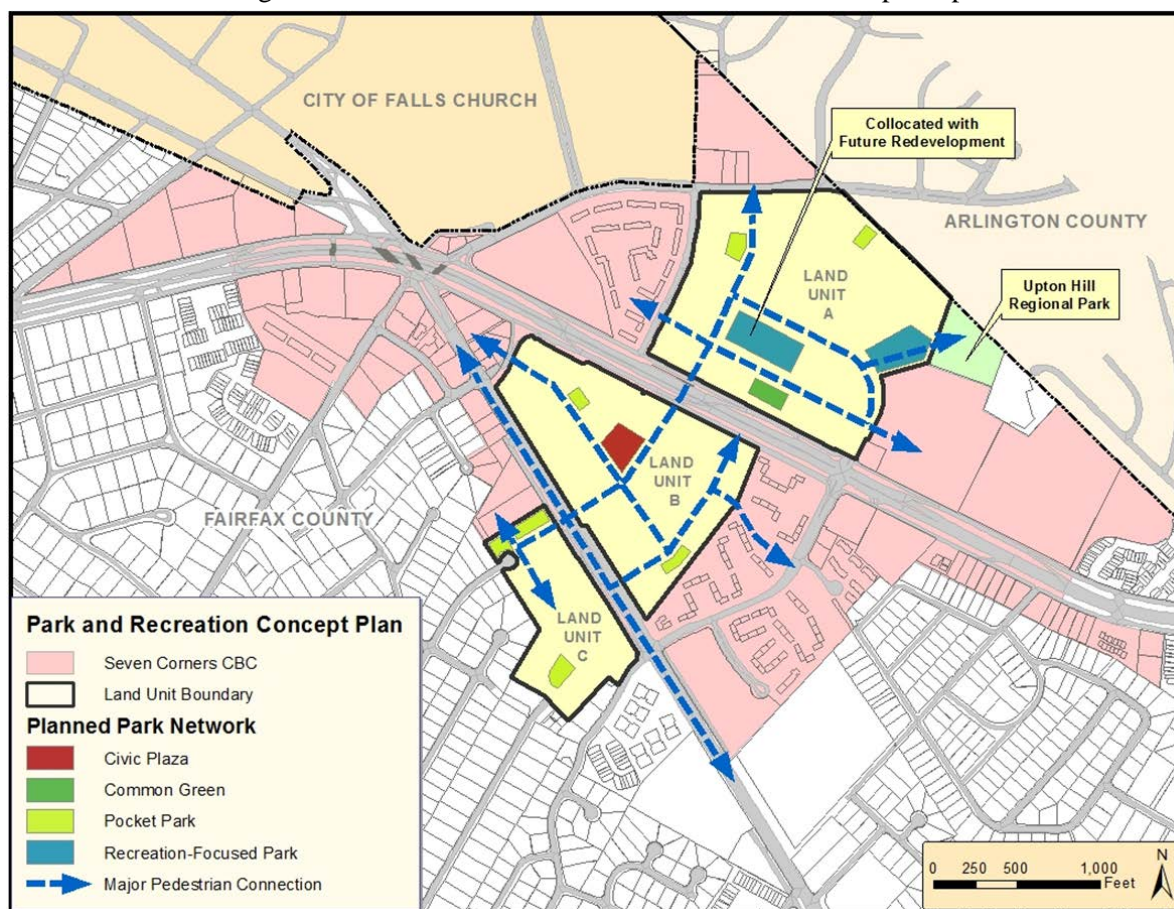 CITY OF FALLS CHURCH
Collocated with
Future Redevelopment
ARLINGTON COUNTY
LAND
UNIT
A
Upton Hill
Regional Park
LAND
UNIT
B
FAIRFAX COUNTY
LAND
UNIT
C
Park and Recreation Concept Plan
Seven Corners CBC
Land Unit Boundary
Planned Park Network
Civic Plaza
Common Green
Pocket Park
Recreation-Focused Park
Major Pedestrian Connection
N
0 250 500 1,000
Feet